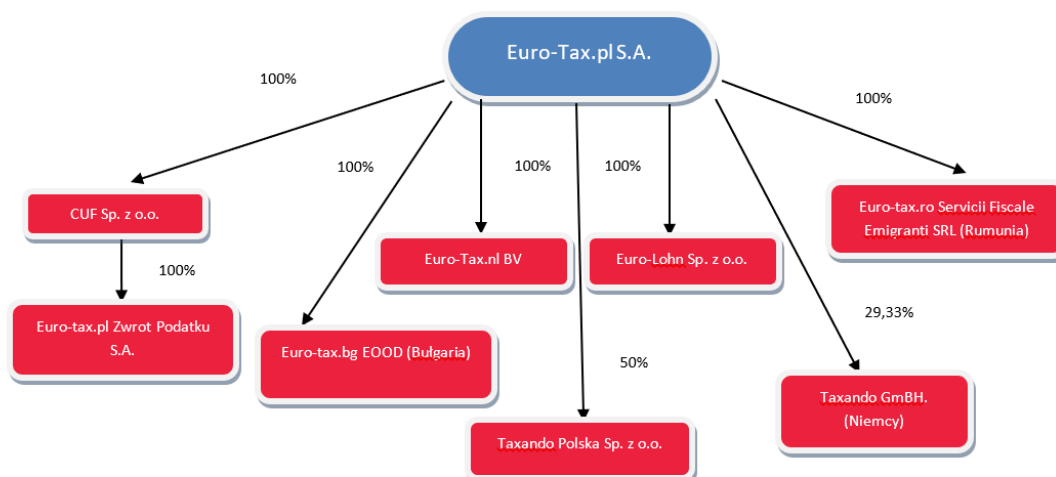 Euro-Tax.pl S.A.
100%
100%
100%
100%
100%
CUF Sp. z o.o.
Euro-tax.ro Servicii Fiscale
Emigranti SRL (Rumunia)
Euro-Tax.nl BV
Euro-Lohn Sp. z o.o.
100%
Euro-tax.pl Zwrot Podatku
S.A.
Euro-tax.bg EOOD (Bulgaria)
29,33%
50%
Taxando GmBH.
(Niemcy)
Taxando Polska Sp. z o.o.